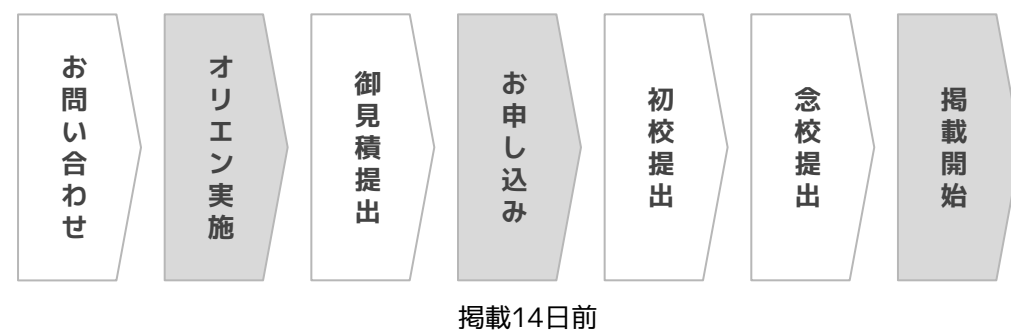 お問い合わせ
オリエン実施
御見積提出
お申し込み
初校提出
念校提出
掲載開始
掲載14日前